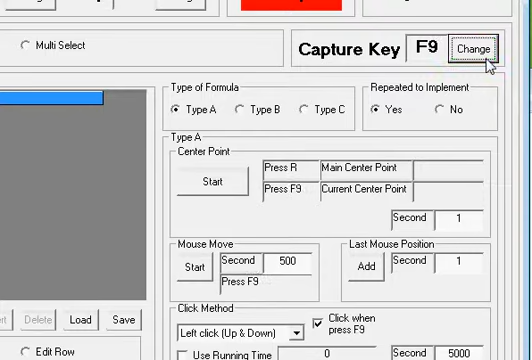 Multi Select
Capture Key F9 Change
Type of Formula
Type A Type B Type C
Repeated to Implement
Yes No
Type A
Center Point
Start
Press R Main Center Point
Press F9 Current Center Point
Second 1
Mouse Move
Start
Second 500
Press F9
Last Mouse Position
Add
Second 1
Click Method
Left click (Up & Down)
Click when
press F9
Use Running Time 0
Second 5000
Delete Load Save
Edit Row